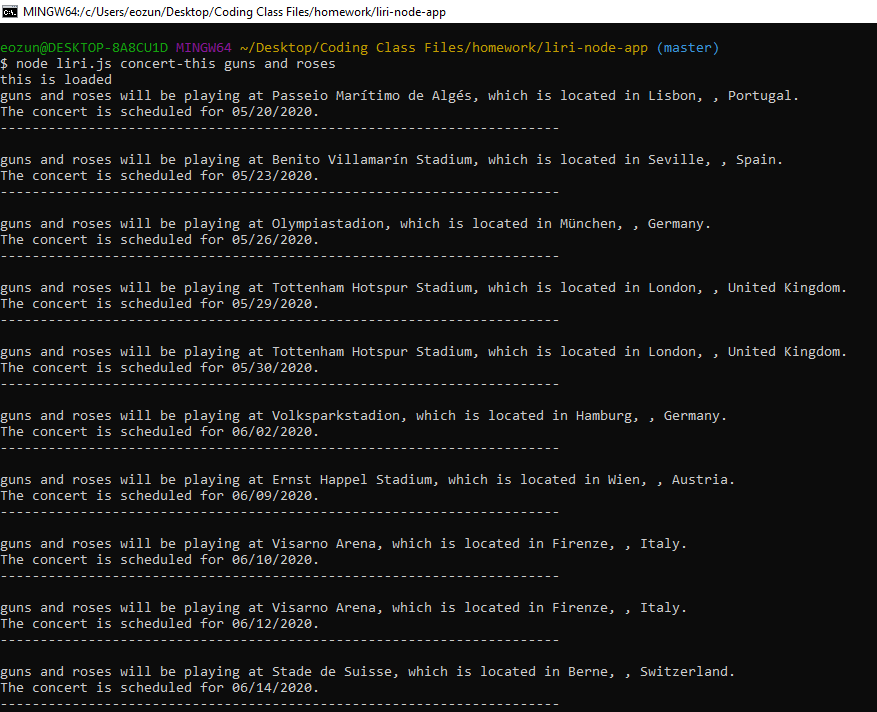 MINGW64:/c/Users/eozun/Desktop/Coding Class Files/homework/liri-node-app
eozun@DESKTOP-8A8CU1D MINGW64 ~/Desktop/Coding Class Files/homework/liri-node-app (master)
$ node liri.js concert-this guns and roses
this is loaded
guns and roses will be playing at Passeio Marítimo de Algés, which is located in Lisbon, , Portugal.
The concert is scheduled for 05/20/2020.
----------------------------------------------------------------------
guns and roses will be playing at Benito Villamarín Stadium, which is located in Seville, , Spain.
The concert is scheduled for 05/23/2020.
----------------------------------------------------------------------
guns and roses will be playing at Olympiastadion, which is located in München, , Germany.
The concert is scheduled for 05/26/2020.
----------------------------------------------------------------------
guns and roses will be playing at Tottenham Hotspur Stadium, which is located in London, , United Kingdom.
The concert is scheduled for 05/29/2020.
----------------------------------------------------------------------
guns and roses will be playing at Tottenham Hotspur Stadium, which is located in London, , United Kingdom.
The concert is scheduled for 05/30/2020.
----------------------------------------------------------------------
guns and roses will be playing at Volksparkstadion, which is located in Hamburg, , Germany.
The concert is scheduled for 06/02/2020.
----------------------------------------------------------------------
guns and roses will be playing at Ernst Happel Stadium, which is located in Wien, , Austria.
The concert is scheduled for 06/09/2020.
----------------------------------------------------------------------
guns and roses will be playing at Visarno Arena, which is located in Firenze, , Italy.
The concert is scheduled for 06/10/2020.
----------------------------------------------------------------------
guns and roses will be playing at Visarno Arena, which is located in Firenze, , Italy.
The concert is scheduled for 06/12/2020.
----------------------------------------------------------------------
guns and roses will be playing at Stade de Suisse, which is located in Berne, , Switzerland.
The concert is scheduled for 06/14/2020.
----------------------------------------------------------------------